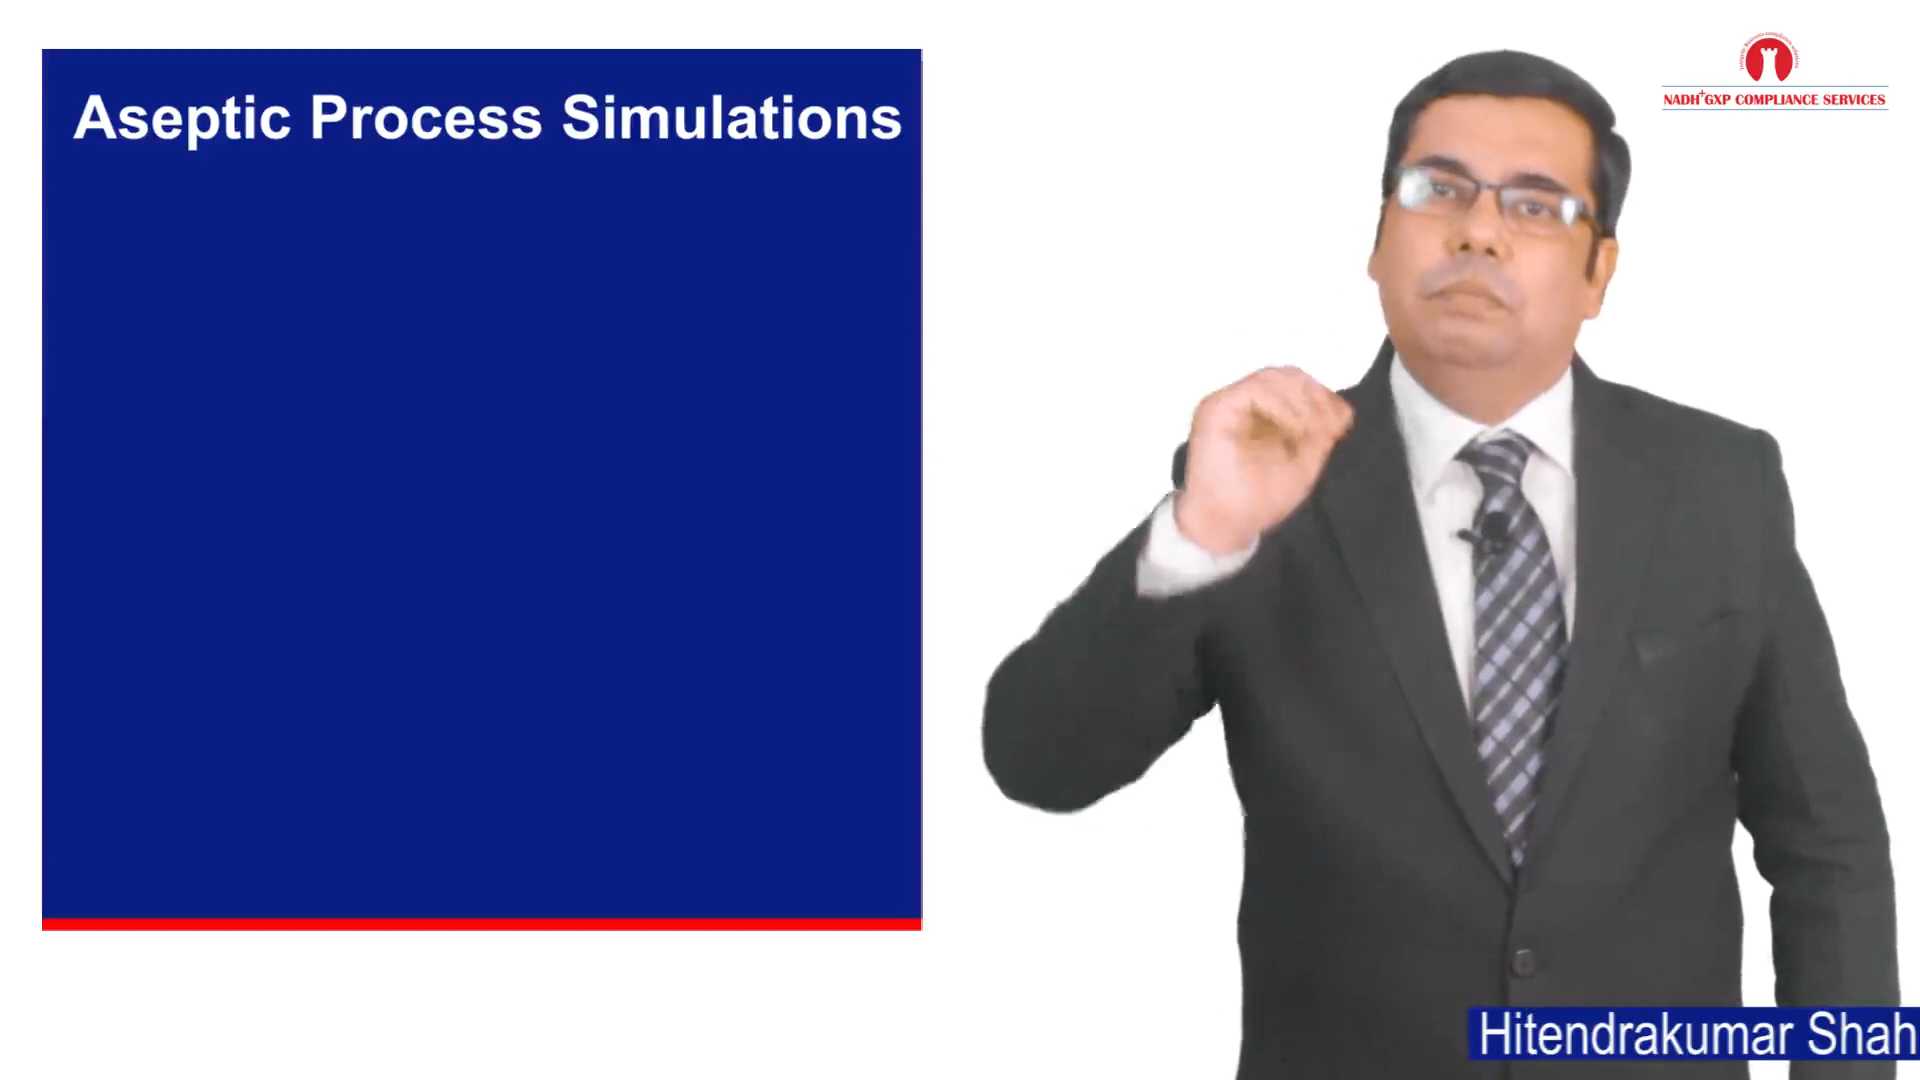 Aseptic Process Simulations
NADH+GXP COMPLIANCE SERVICES
Hitendrakumar Shah